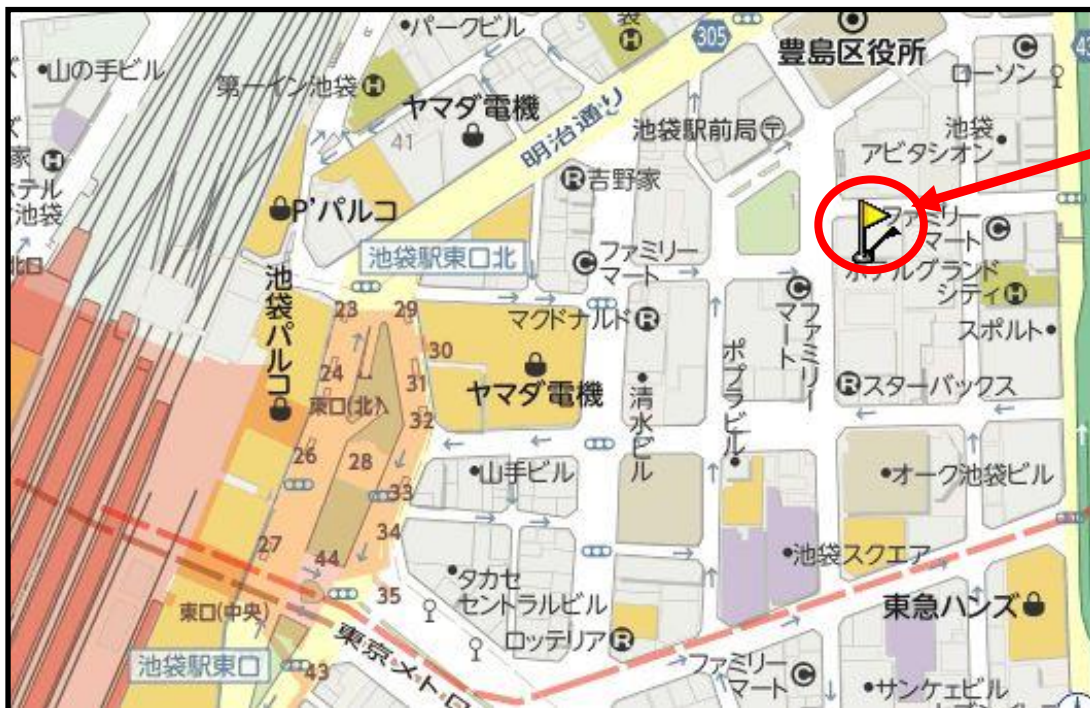 パークビル
山の手ビル
第一イン池袋
ヤマダ電機
41
明治通り
305
豊島区役所
ローソン
池袋駅前局
池袋
アビタシオン
吉野家
1
P'パルコ
池袋駅東口北
ファミリー
マート
ファミリー
マート
ホテルグランド
シティ
スポルト
池袋パルコ
23
29
30
24
31
32
東口(北)
マクドナルド
ヤマダ電機
清水ビル
ポプラビル
ファミリー
マート
スターバックス
26
28
33
34
山手ビル
オーク池袋ビル
27
44
35
タカセ
セントラルビル
池袋スクエア
東急ハンズ
東口(中央)
ロッテリア
池袋駅東口
43
東京メトロ
ファミリー
マート
サンケエビル